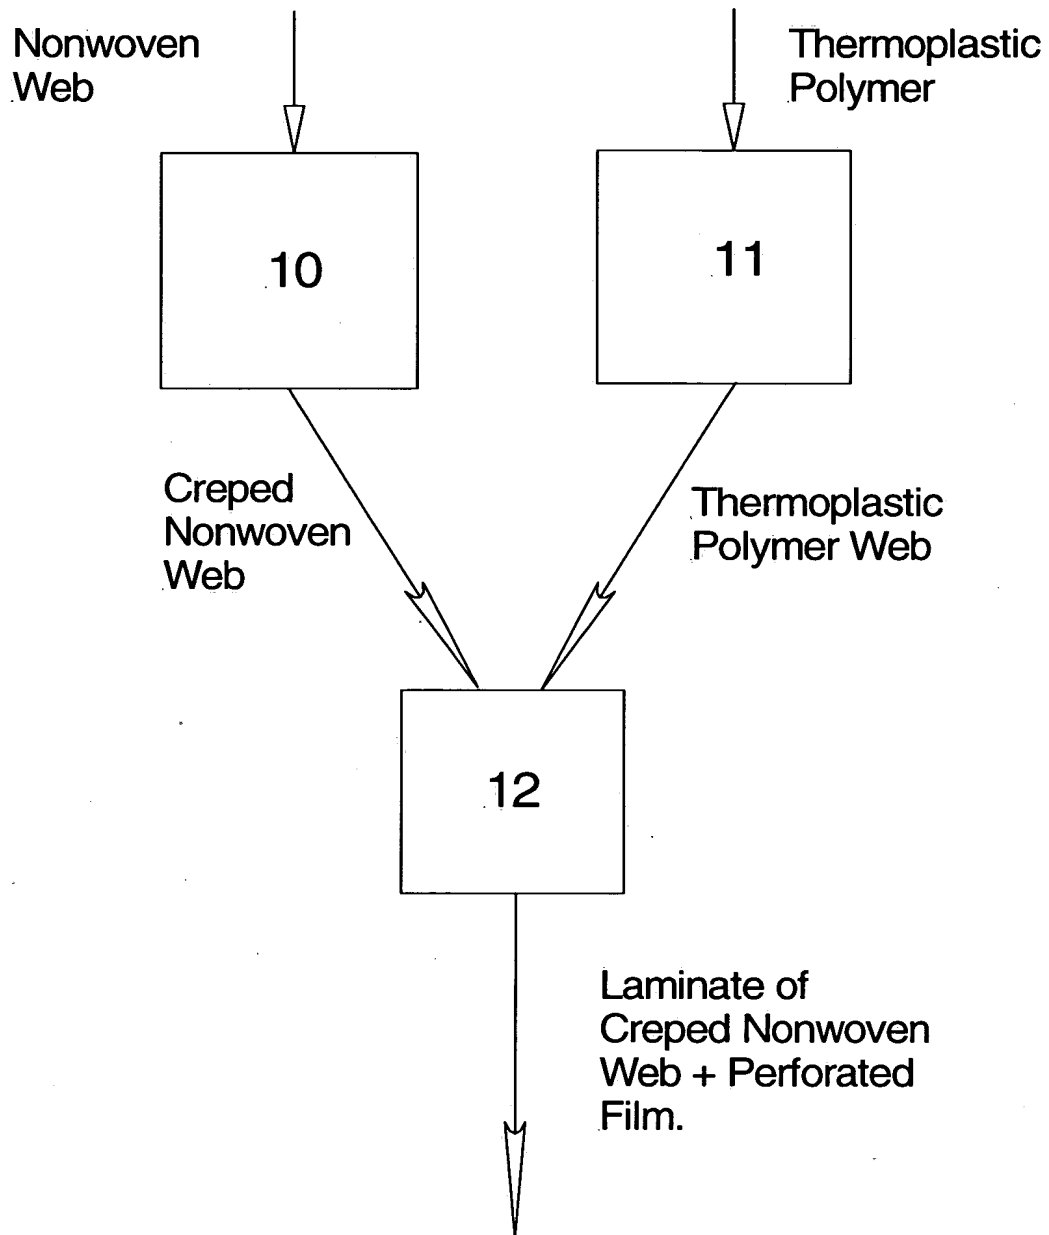 Nonwoven
Web
Thermoplastic
Polymer
10
11
Creped
Nonwoven
Web
Thermoplastic
Polymer Web
12
Laminate of
Creped Nonwoven
Web + Perforated
Film.